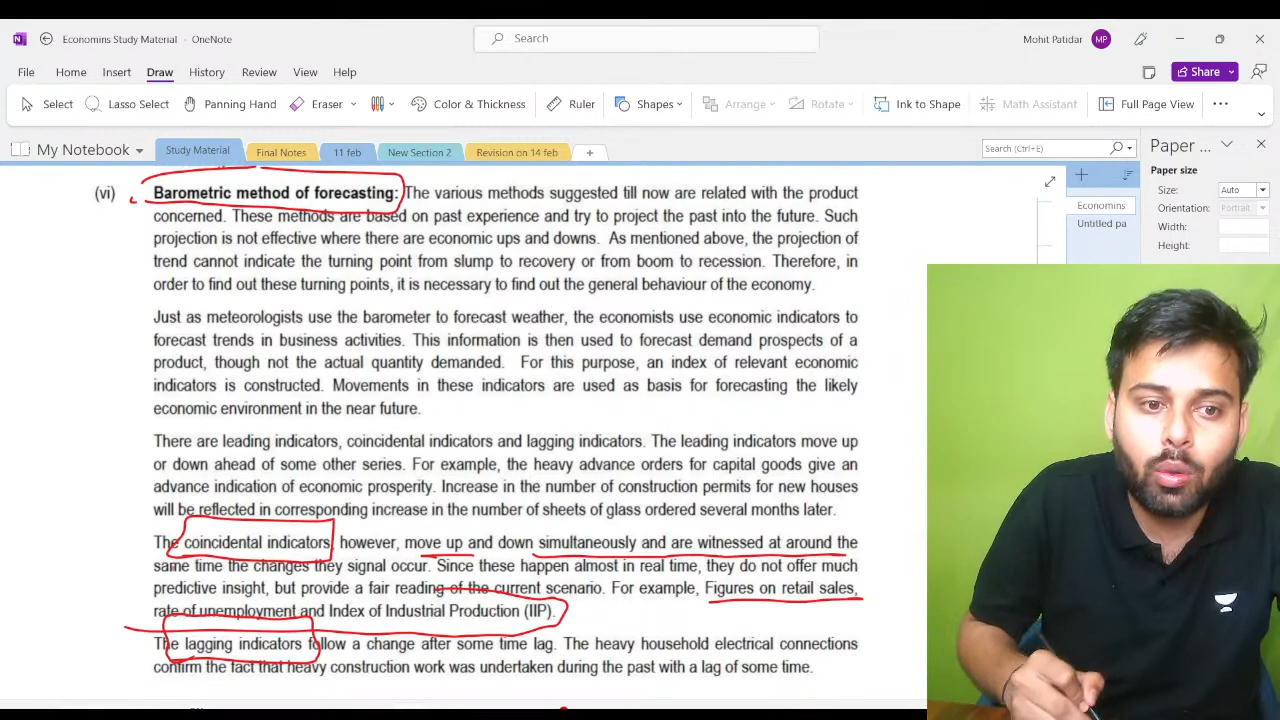 Economins Study Material - OneNote
Search
Mohit Patidar MP
File Home Insert Draw History Review View Help
Share
Select Lasso Select Panning Hand Eraser Color & Thickness Ruler Shapes Arrange Rotate Ink to Shape Math Assistant Full Page View
My Notebook Study Material Final Notes 11 feb New Section 2 Revision on 14 feb +
Search (Ctrl+E)
Paper ...
Paper size
Size: Auto
Orientation: Portrait
Width:
Height:
Economins
Untitled pa
(vi) Barometric method of forecasting: The various methods suggested till now are related with the product
concerned. These methods are based on past experience and try to project the past into the future. Such
projection is not effective where there are economic ups and downs. As mentioned above, the projection of
trend cannot indicate the turning point from slump to recovery or from boom to recession. Therefore, in
order to find out these turning points, it is necessary to find out the general behaviour of the economy.
Just as meteorologists use the barometer to forecast weather, the economists use economic indicators to
forecast trends in business activities. This information is then used to forecast demand prospects of a
product, though not the actual quantity demanded. For this purpose, an index of relevant economic
indicators is constructed. Movements in these indicators are used as basis for forecasting the likely
economic environment in the near future.
There are leading indicators, coincidental indicators and lagging indicators. The leading indicators move up
or down ahead of some other series. For example, the heavy advance orders for capital goods give an
advance indication of economic prosperity. Increase in the number of construction permits for new houses
will be reflected in corresponding increase in the number of sheets of glass ordered several months later.
The coincidental indicators, however, move up and down simultaneously and are witnessed at around the
same time the changes they signal occur. Since these happen almost in real time, they do not offer much
predictive insight, but provide a fair reading of the current scenario. For example, Figures on retail sales,
rate of unemployment and Index of Industrial Production (IIP).
The lagging indicators follow a change after some time lag. The heavy household electrical connections
confirm the fact that heavy construction work was undertaken during the past with a lag of some time.